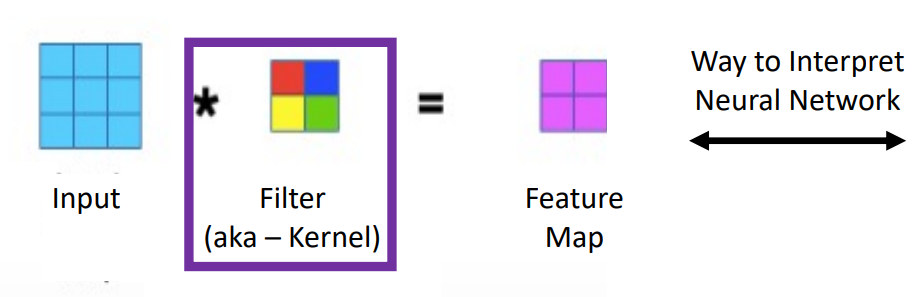 Way to Interpret
Neural Network
* =
Input
Filter
(aka – Kernel)
Feature
Map